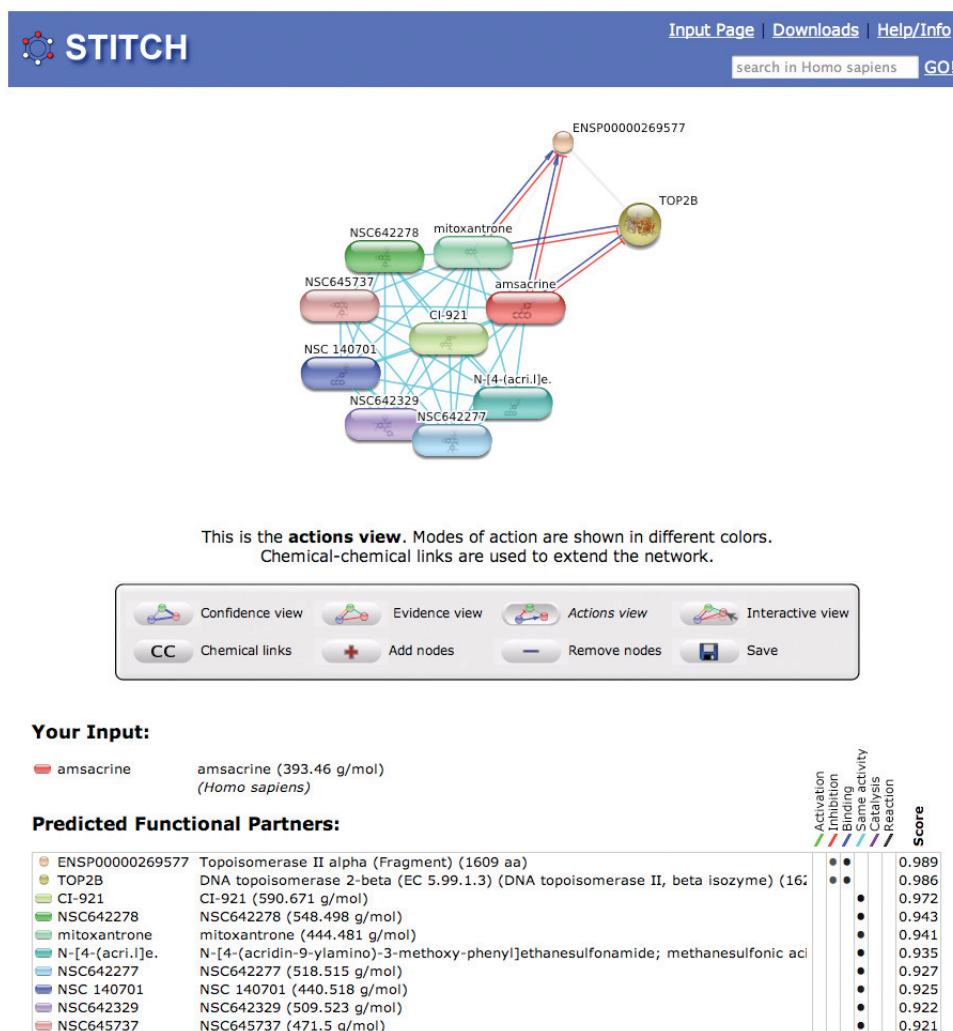 STITCH
Input Page | Downloads | Help/Info
search in Homo sapiens GO!
ENSP00000269577
TOP2B
NSC642278
mitoxantrone
NSC645737
amsacrine
CI-921
NSC 140701
N-[4-(acri.l]e.
NSC642329
NSC642277
This is the actions view. Modes of action are shown in different colors.
Chemical-chemical links are used to extend the network.
Confidence view Evidence view Actions view Interactive view
CC Chemical links Add nodes Remove nodes Save
Your Input:
amsacrine amsacrine (393.46 g/mol)
(Homo sapiens)
Predicted Functional Partners:
Activation
Inhibition
Binding
Same activity
Catalysis
Reaction
Score
ENSP00000269577 Topoisomerase II alpha (Fragment) (1609 aa) 0.989
TOP2B DNA topoisomerase 2-beta (EC 5.99.1.3) (DNA topoisomerase II, beta isozyme) (162 0.986
CI-921 CI-921 (590.671 g/mol) 0.972
NSC642278 NSC642278 (548.498 g/mol) 0.943
mitoxantrone mitoxantrone (444.481 g/mol) 0.941
N-[4-(acri.l]e. N-[4-(acridin-9-ylamino)-3-methoxy-phenyl]ethanesulfonamide; methanesulfonic aci 0.935
NSC642277 NSC642277 (518.515 g/mol) 0.927
NSC 140701 NSC 140701 (440.518 g/mol) 0.925
NSC642329 NSC642329 (509.523 g/mol) 0.922
NSC645737 NSC645737 (471.5 g/mol) 0.921